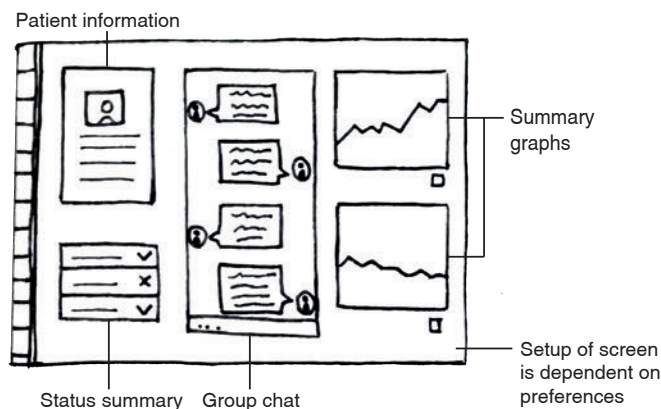 Patient information
Summary
graphs
Setup of screen
is dependent on
preferences
Status summary
Group chat